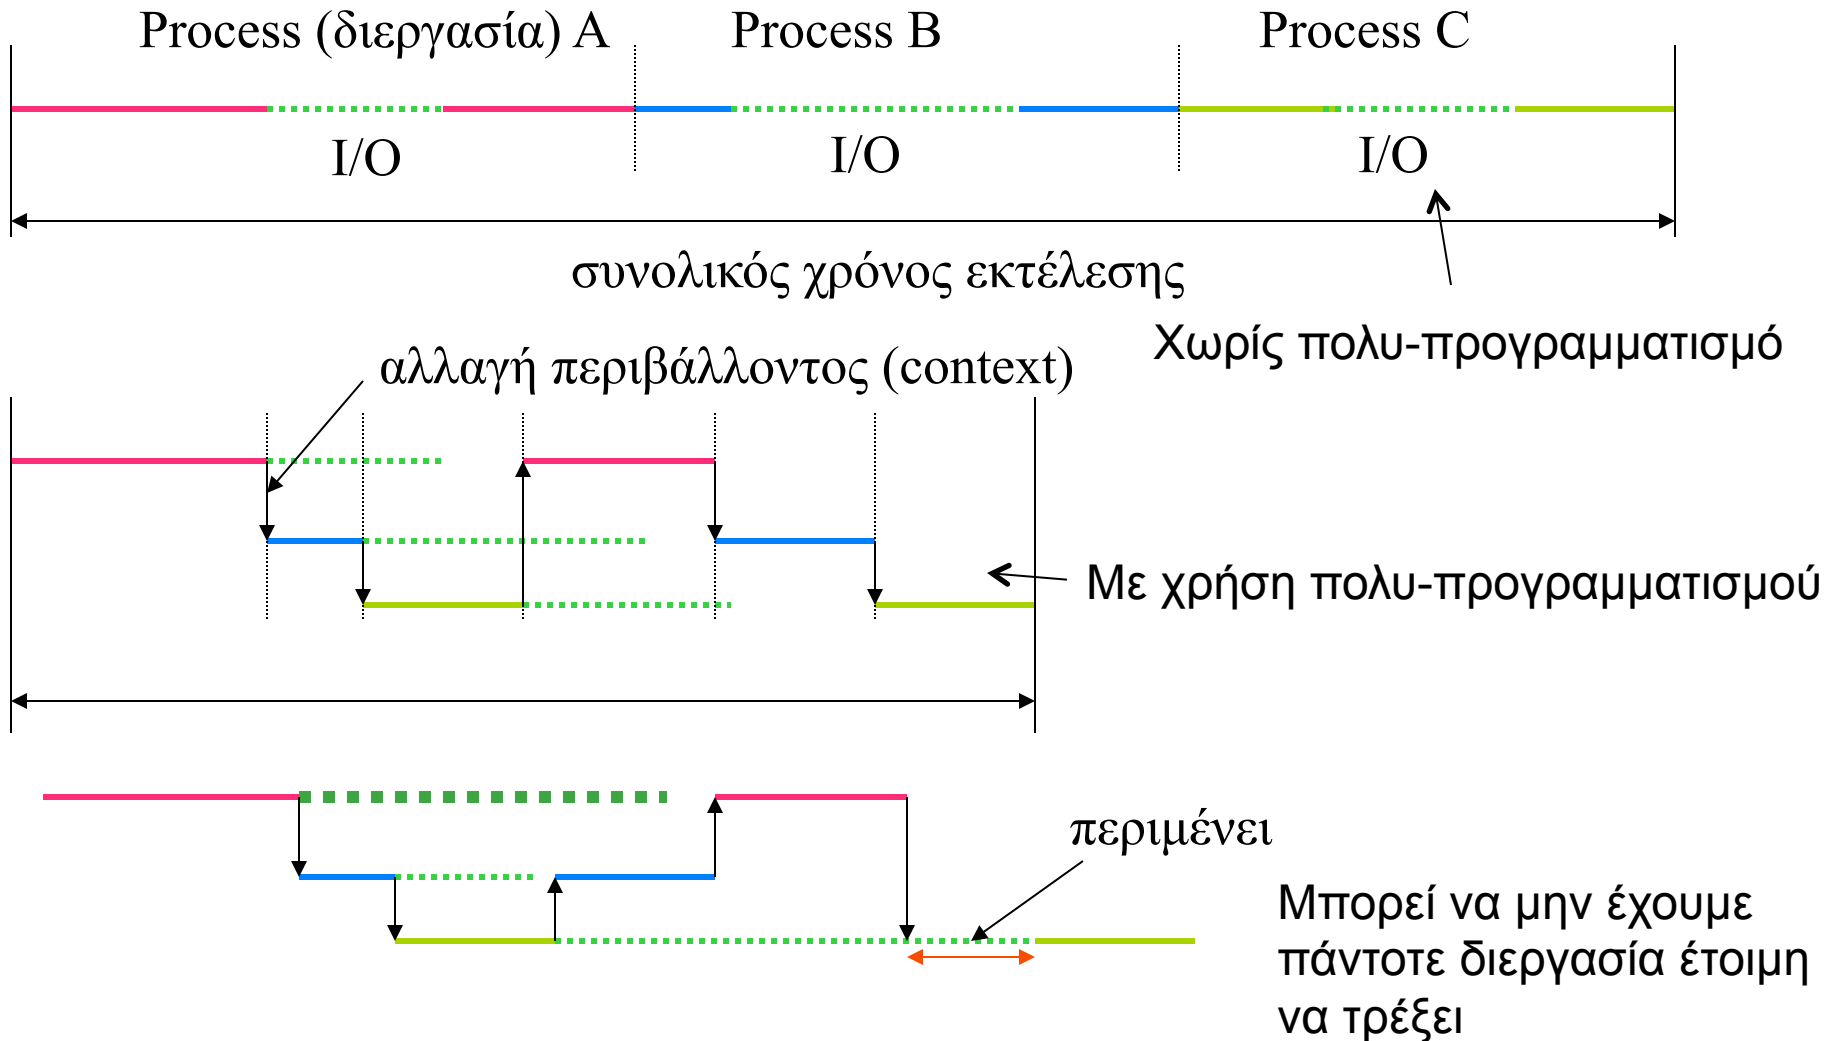 Process (διεργασία) A
Process B
Process C
I/O
I/O
I/O
συνολικός χρόνος εκτέλεσης
Χωρίς πολυ-προγραμματισμό
αλλαγή περιβάλλοντος (context)
Με χρήση πολυ-προγραμματισμού
περιμένει
Μπορεί να μην έχουμε
πάντοτε διεργασία έτοιμη
να τρέξει